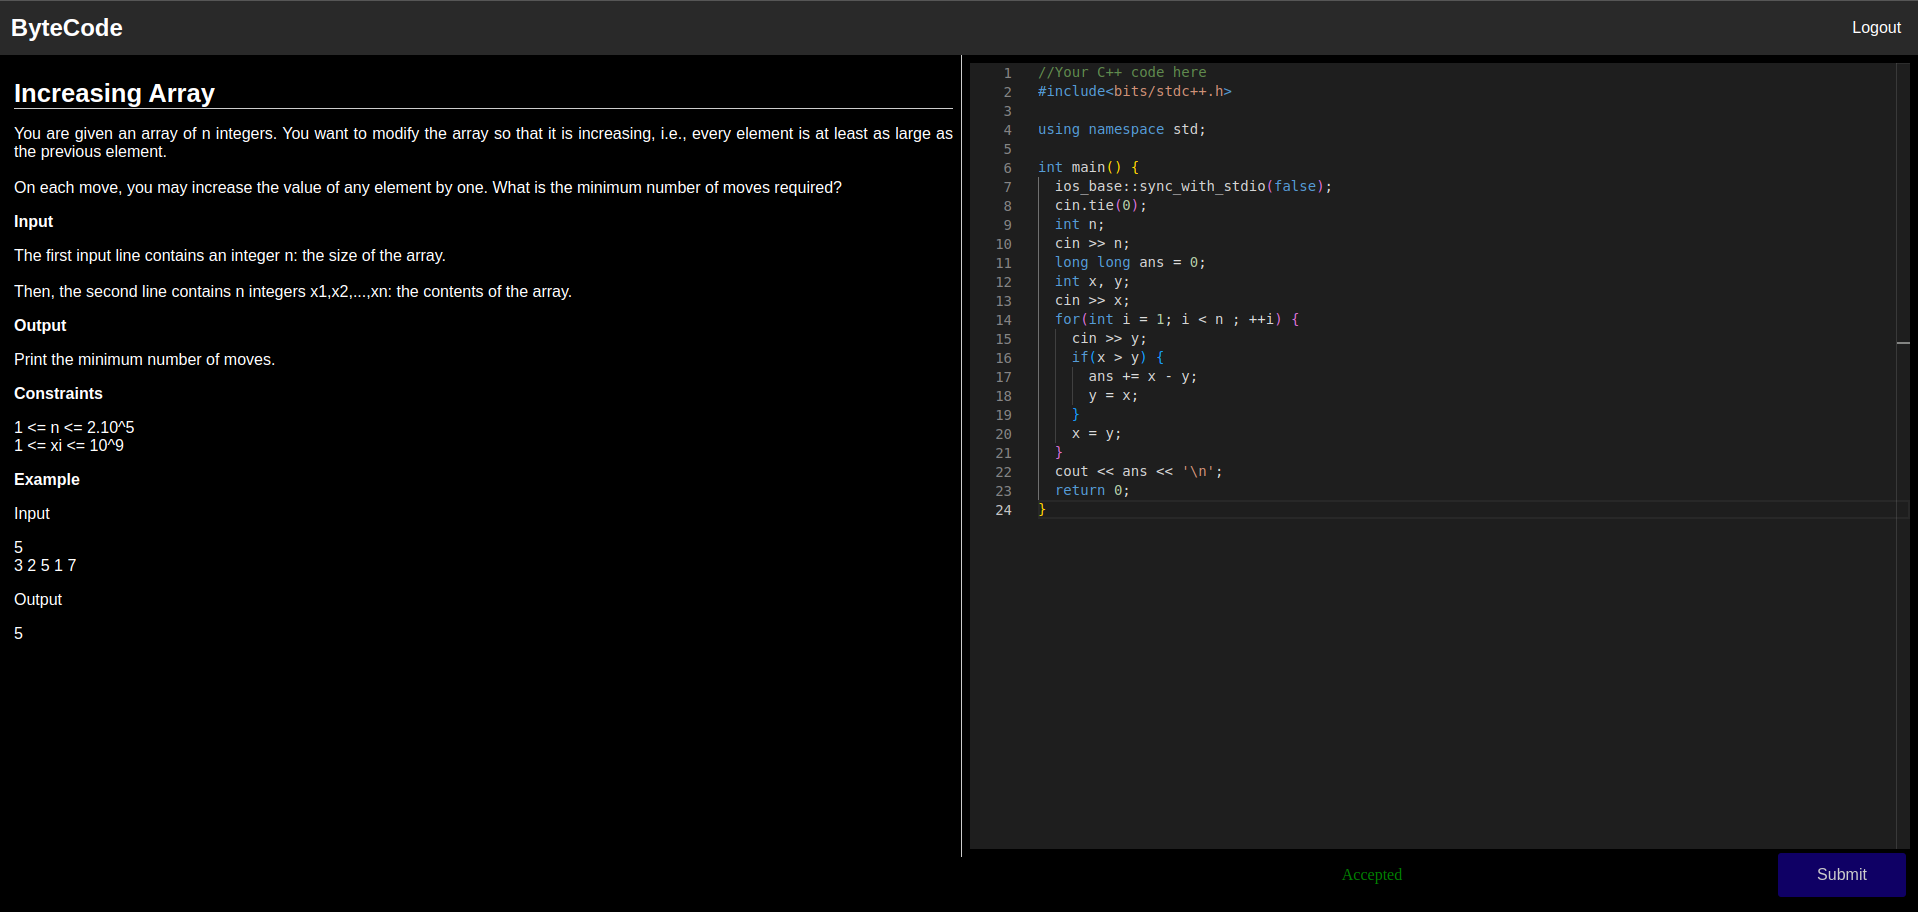 ByteCode
Logout
Increasing Array
You are given an array of n integers. You want to modify the array so that it is increasing, i.e., every element is at least as large as
the previous element.
On each move, you may increase the value of any element by one. What is the minimum number of moves required?
Input
The first input line contains an integer n: the size of the array.
Then, the second line contains n integers x1,x2,...,xn: the contents of the array.
Output
Print the minimum number of moves.
Constraints
1 <= n <= 2.10^5
1 <= xi <= 10^9
Example
Input
5
3 2 5 1 7
Output
5
1 //Your C++ code here
2 #include<bits/stdc++.h>
3
4 using namespace std;
5
6 int main() {
7   ios_base::sync_with_stdio(false);
8   cin.tie(0);
9   int n;
10   cin >> n;
11   long long ans = 0;
12   int x, y;
13   cin >> x;
14   for(int i = 1; i < n ; ++i) {
15     cin >> y;
16     if(x > y) {
17       ans += x - y;
18       y = x;
19     }
20     x = y;
21   }
22   cout << ans << '\n';
23   return 0;
24 }
Accepted
Submit